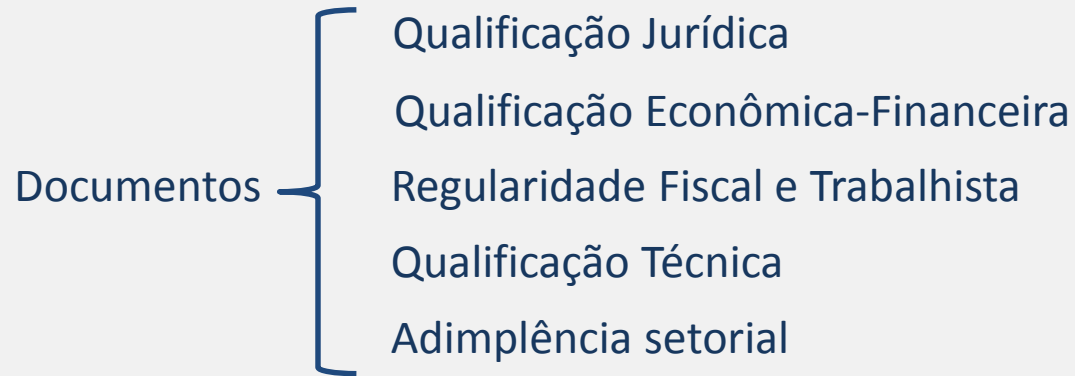 Qualificação Jurídica
Qualificação Econômica-Financeira
Documentos
Regularidade Fiscal e Trabalhista
Qualificação Técnica
Adimplência setorial